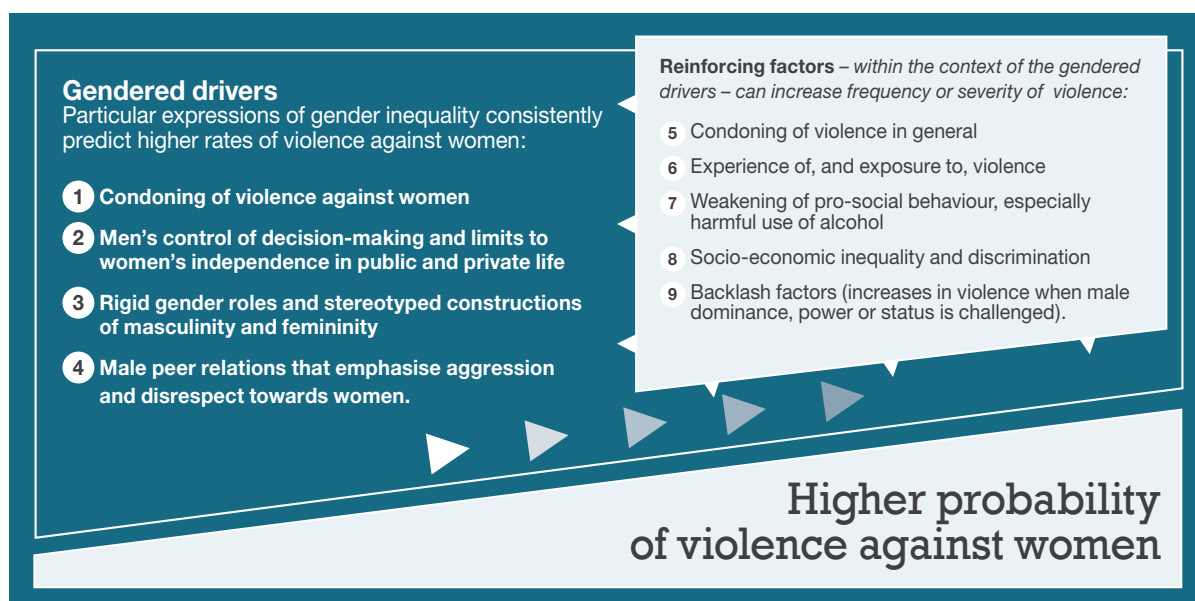 Gendered drivers
Particular expressions of gender inequality consistently
predict higher rates of violence against women:
1 Condoning of violence against women
2 Men’s control of decision-making and limits to
women’s independence in public and private life
3 Rigid gender roles and stereotyped constructions
of masculinity and femininity
4 Male peer relations that emphasise aggression
and disrespect towards women.
Reinforcing factors – within the context of the gendered
drivers – can increase frequency or severity of violence:
5 Condoning of violence in general
6 Experience of, and exposure to, violence
7 Weakening of pro-social behaviour, especially
harmful use of alcohol
8 Socio-economic inequality and discrimination
9 Backlash factors (increases in violence when male
dominance, power or status is challenged).
Higher probability
of violence against women